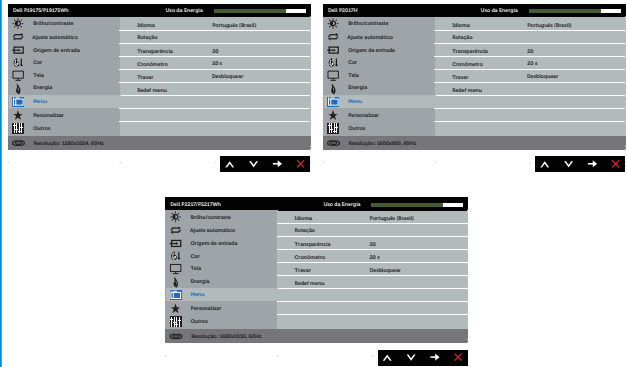 Dell P1917S/P1917SWh Uso da Energia
Brilho/contraste
Ajuste automático
Origem de entrada
Cor
Tela
Energia
Menu
Personalizar
Outros
Idioma Português (Brasil)
Rotação
Transparência 20
Cronômetro 20 s
Travar Desbloquear
Redef menu
Resolução: 1280x1024, 60Hz
Dell P2017H Uso da Energia
Brilho/contraste
Ajuste automático
Origem de entrada
Cor
Tela
Energia
Menu
Personalizar
Outros
Idioma Português (Brasil)
Rotação
Transparência 20
Cronômetro 20 s
Travar Desbloquear
Redef menu
Resolução: 1600x900, 60Hz
Dell P2217/P2217Wh Uso da Energia
Brilho/contraste
Ajuste automático
Origem de entrada
Cor
Tela
Energia
Menu
Personalizar
Outros
Idioma Português (Brasil)
Rotação
Transparência 20
Cronômetro 20 s
Travar Desbloquear
Redef menu
Resolução: 1680x1050, 60Hz